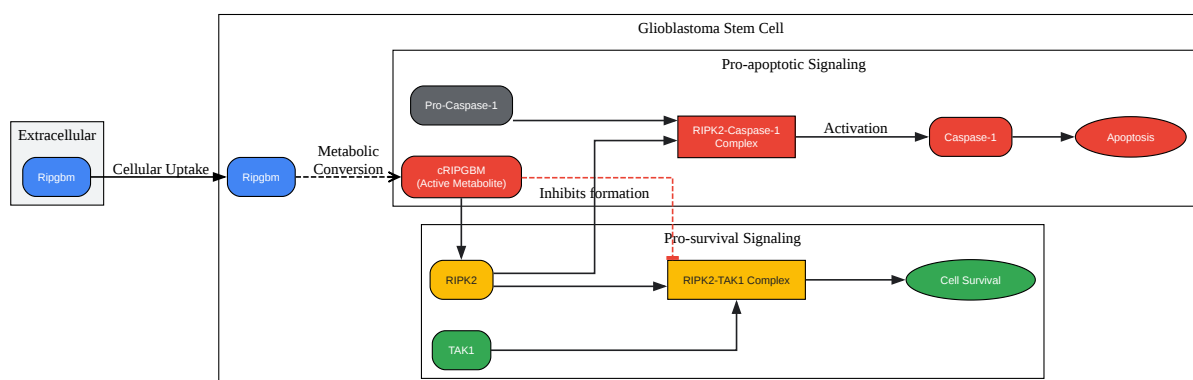 Glioblastoma Stem Cell
Pro-apoptotic Signaling
Pro-Caspase-1
RIPK2-Caspase-1
Complex
Activation
Caspase-1
Apoptosis
Extracellular
Ripgbm
Cellular Uptake
Ripgbm
Metabolic
Conversion
cRIPGBM
(Active Metabolite)
Inhibits formation
Pro-survival Signaling
RIPK2
RIPK2-TAK1 Complex
Cell Survival
TAK1